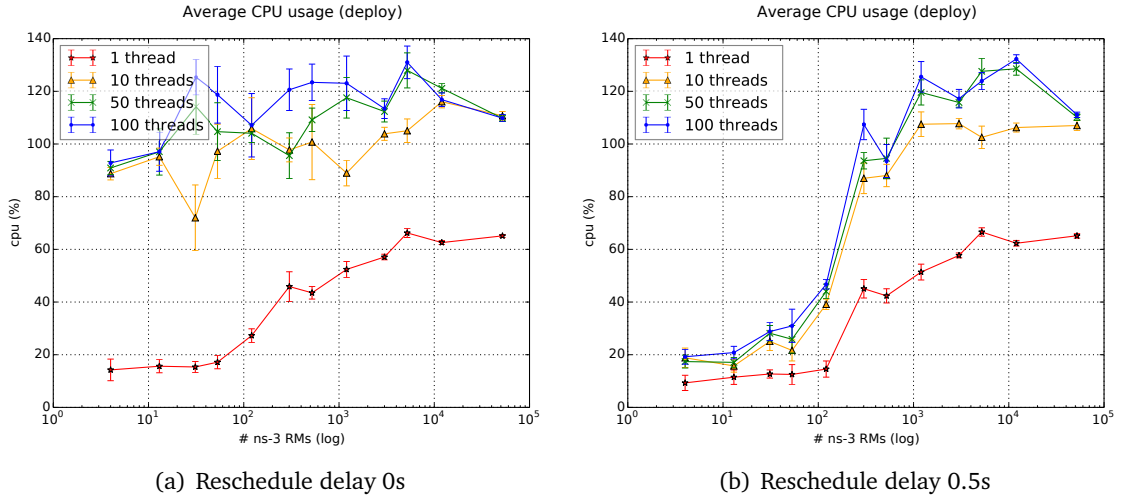 Average CPU usage (deploy)
140
120
100
80
60
40
20
0
cpu (%)
1 thread
10 threads
50 threads
100 threads
10^0
10^1
10^2
10^3
10^4
10^5
# ns-3 RMs (log)
(a) Reschedule delay 0s
Average CPU usage (deploy)
140
120
100
80
60
40
20
0
cpu (%)
1 thread
10 threads
50 threads
100 threads
10^0
10^1
10^2
10^3
10^4
10^5
# ns-3 RMs (log)
(b) Reschedule delay 0.5s